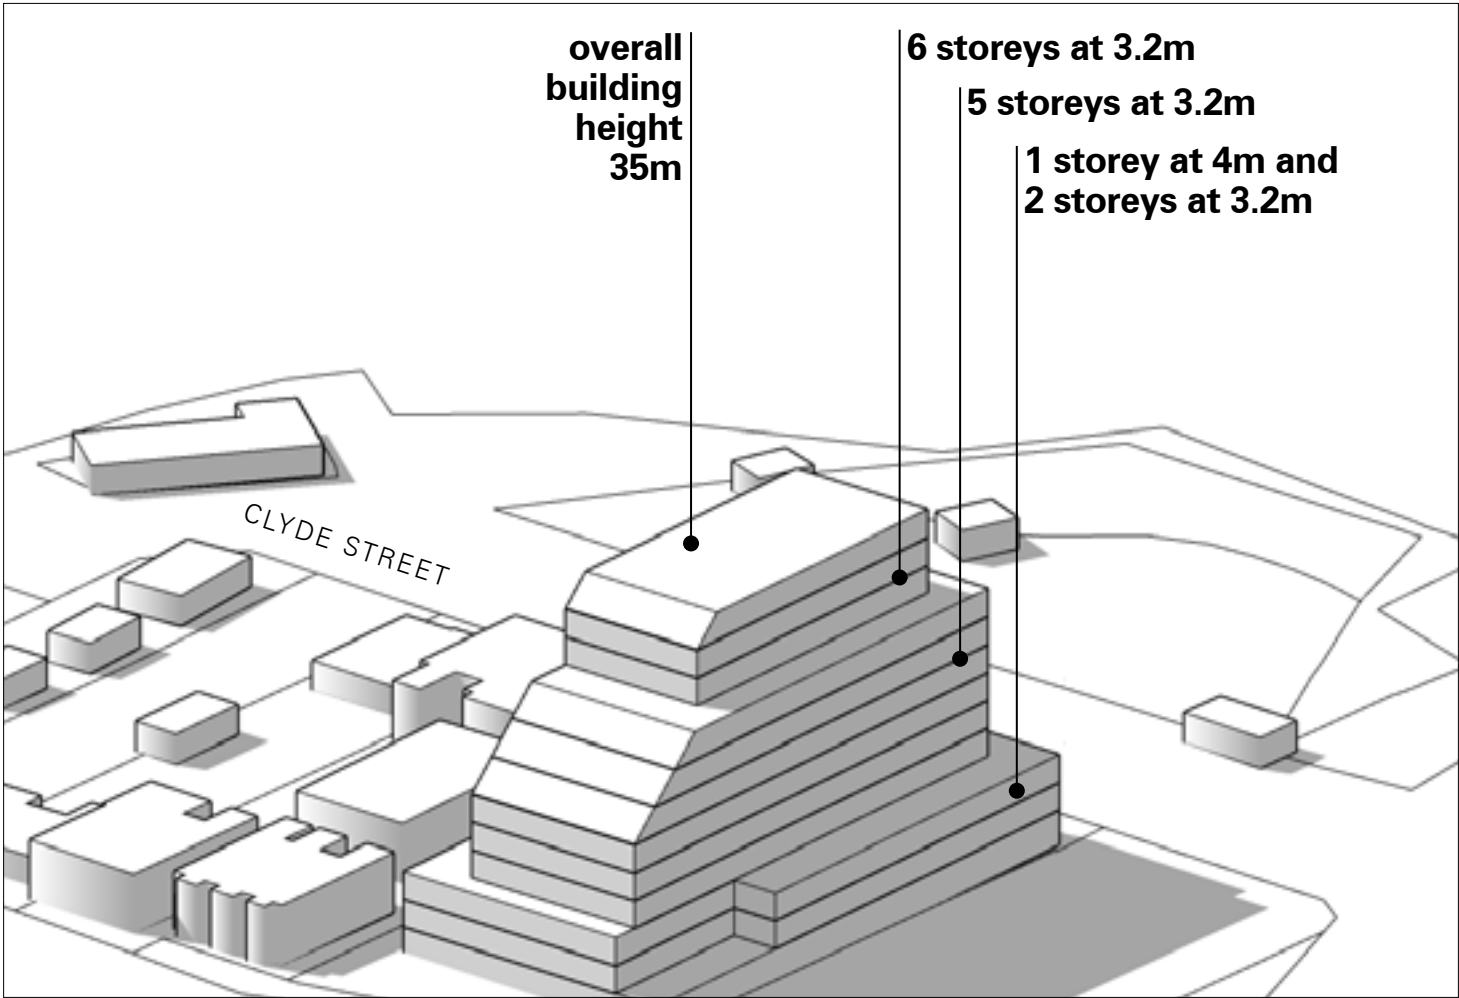 overall
building
height
35m
6 storeys at 3.2m
5 storeys at 3.2m
1 storey at 4m and
2 storeys at 3.2m
CLYDE STREET